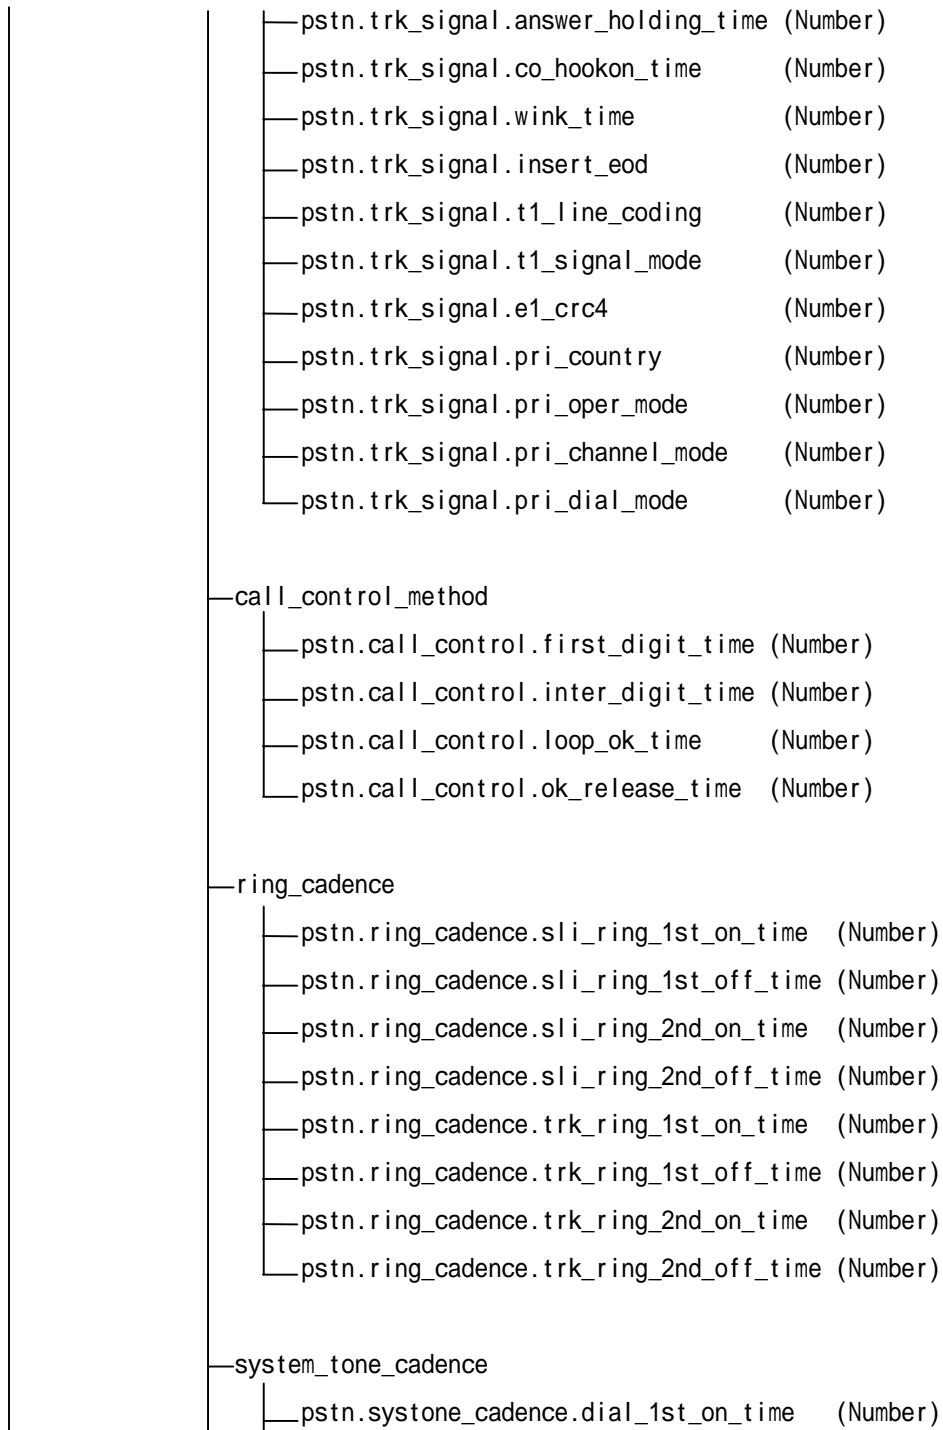 pstn.trk_signal.answer_holding_time (Number)
pstn.trk_signal.co_hookon_time (Number)
pstn.trk_signal.wink_time (Number)
pstn.trk_signal.insert_eod (Number)
pstn.trk_signal.t1_line_coding (Number)
pstn.trk_signal.t1_signal_mode (Number)
pstn.trk_signal.e1_crc4 (Number)
pstn.trk_signal.pri_country (Number)
pstn.trk_signal.pri_oper_mode (Number)
pstn.trk_signal.pri_channel_mode (Number)
pstn.trk_signal.pri_dial_mode (Number)
call_control_method
pstn.call_control.first_digit_time (Number)
pstn.call_control.inter_digit_time (Number)
pstn.call_control.loop_ok_time (Number)
pstn.call_control.ok_release_time (Number)
ring_cadence
pstn.ring_cadence.sli_ring_1st_on_time (Number)
pstn.ring_cadence.sli_ring_1st_off_time (Number)
pstn.ring_cadence.sli_ring_2nd_on_time (Number)
pstn.ring_cadence.sli_ring_2nd_off_time (Number)
pstn.ring_cadence.trk_ring_1st_on_time (Number)
pstn.ring_cadence.trk_ring_1st_off_time (Number)
pstn.ring_cadence.trk_ring_2nd_on_time (Number)
pstn.ring_cadence.trk_ring_2nd_off_time (Number)
system_tone_cadence
pstn.systone_cadence.dial_1st_on_time (Number)